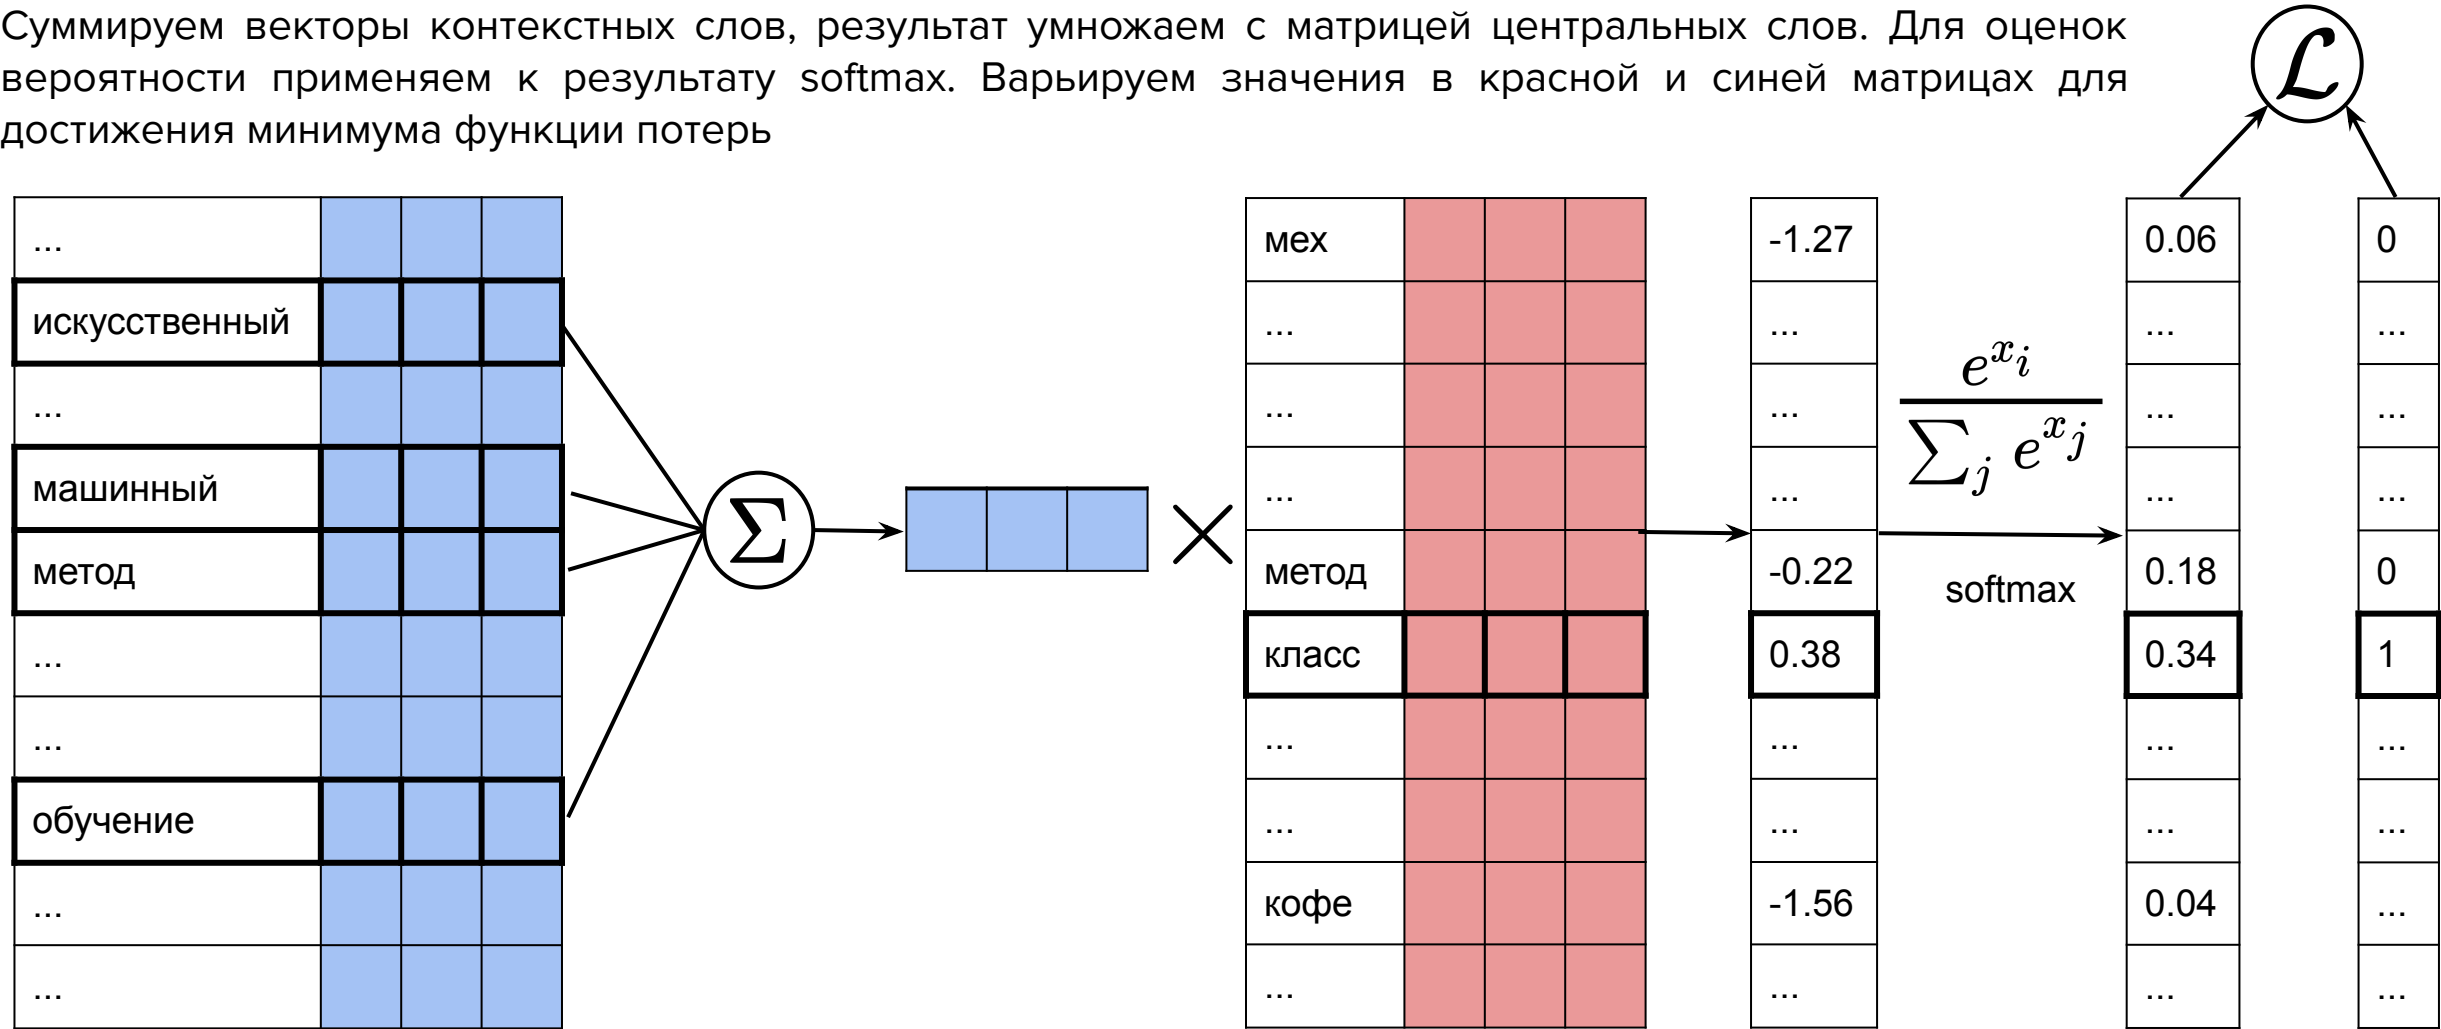 Суммируем векторы контекстных слов, результат умножаем с матрицей центральных слов. Для оценок
вероятности применяем к результату softmax. Варьируем значения в красной и синей матрицах для
достижения минимума функции потерь
ℒ
...
искусственный
...
машинный
метод
...
...
обучение
...
...
Σ
×
мех
...
...
...
метод
класс
...
...
кофе
...
-1.27
...
...
...
-0.22
0.38
...
...
-1.56
...
e^{x_i}
∑_j e^{x_j}
softmax
0.06
...
...
...
0.18
0.34
...
...
0.04
...
0
...
...
...
0
1
...
...
...
...